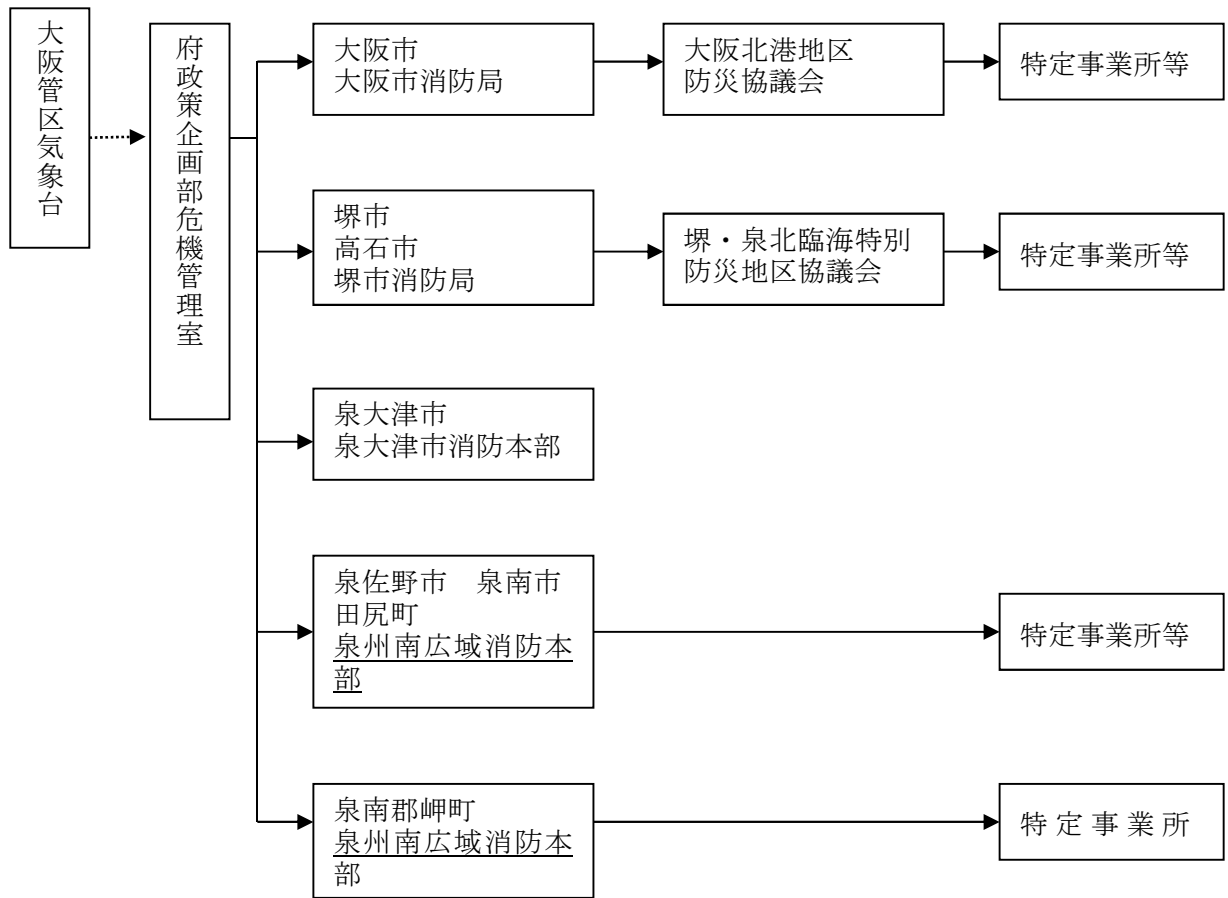 大阪管区気象台
府政策企画部危機管理室
大阪市
大阪市消防局
大阪北港地区
防災協議会
特定事業所等
堺市
高石市
堺市消防局
堺・泉北臨海特別
防災地区協議会
特定事業所等
泉大津市
泉大津市消防本部
泉佐野市　泉南市
田尻町
泉州南広域消防本
部
特定事業所等
泉南郡岬町
泉州南広域消防本
部
特 定 事 業 所